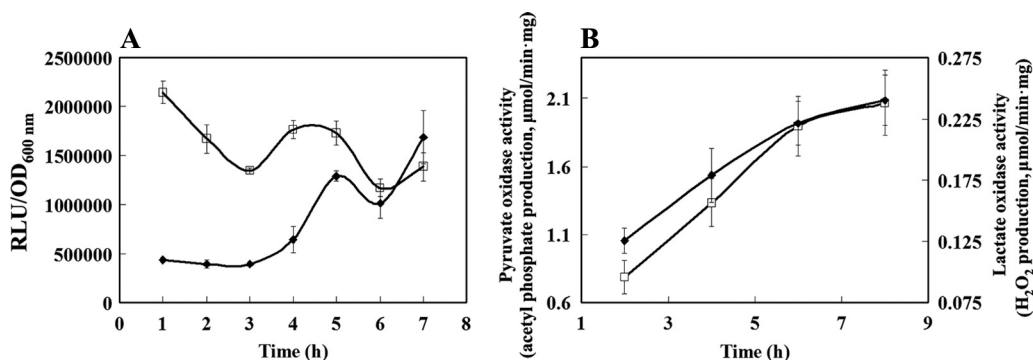 A
2500000
2000000
1500000
1000000
500000
0
RLU/OD600 nm
0 1 2 3 4 5 6 7 8
Time (h)
B
Pyruvate oxidase activity
(acetyl phosphate production, μmol/min·mg)
2.1
1.6
1.1
0.6
1 3 5 7 9
Time (h)
0.275
0.225
0.175
0.125
0.075
Lactate oxidase activity
(H2O2 production, μmol/min·mg)